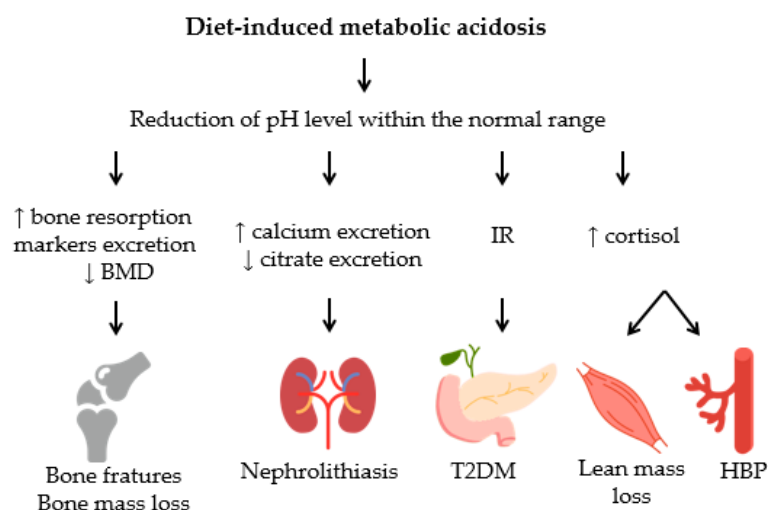 Diet-induced metabolic acidosis
Reduction of pH level within the normal range
↑ bone resorption
markers excretion
↓ BMD
↑ calcium excretion
↓ citrate excretion
IR
↑ cortisol
Bone fratures
Bone mass loss
Nephrolithiasis
T2DM
Lean mass
loss
HBP